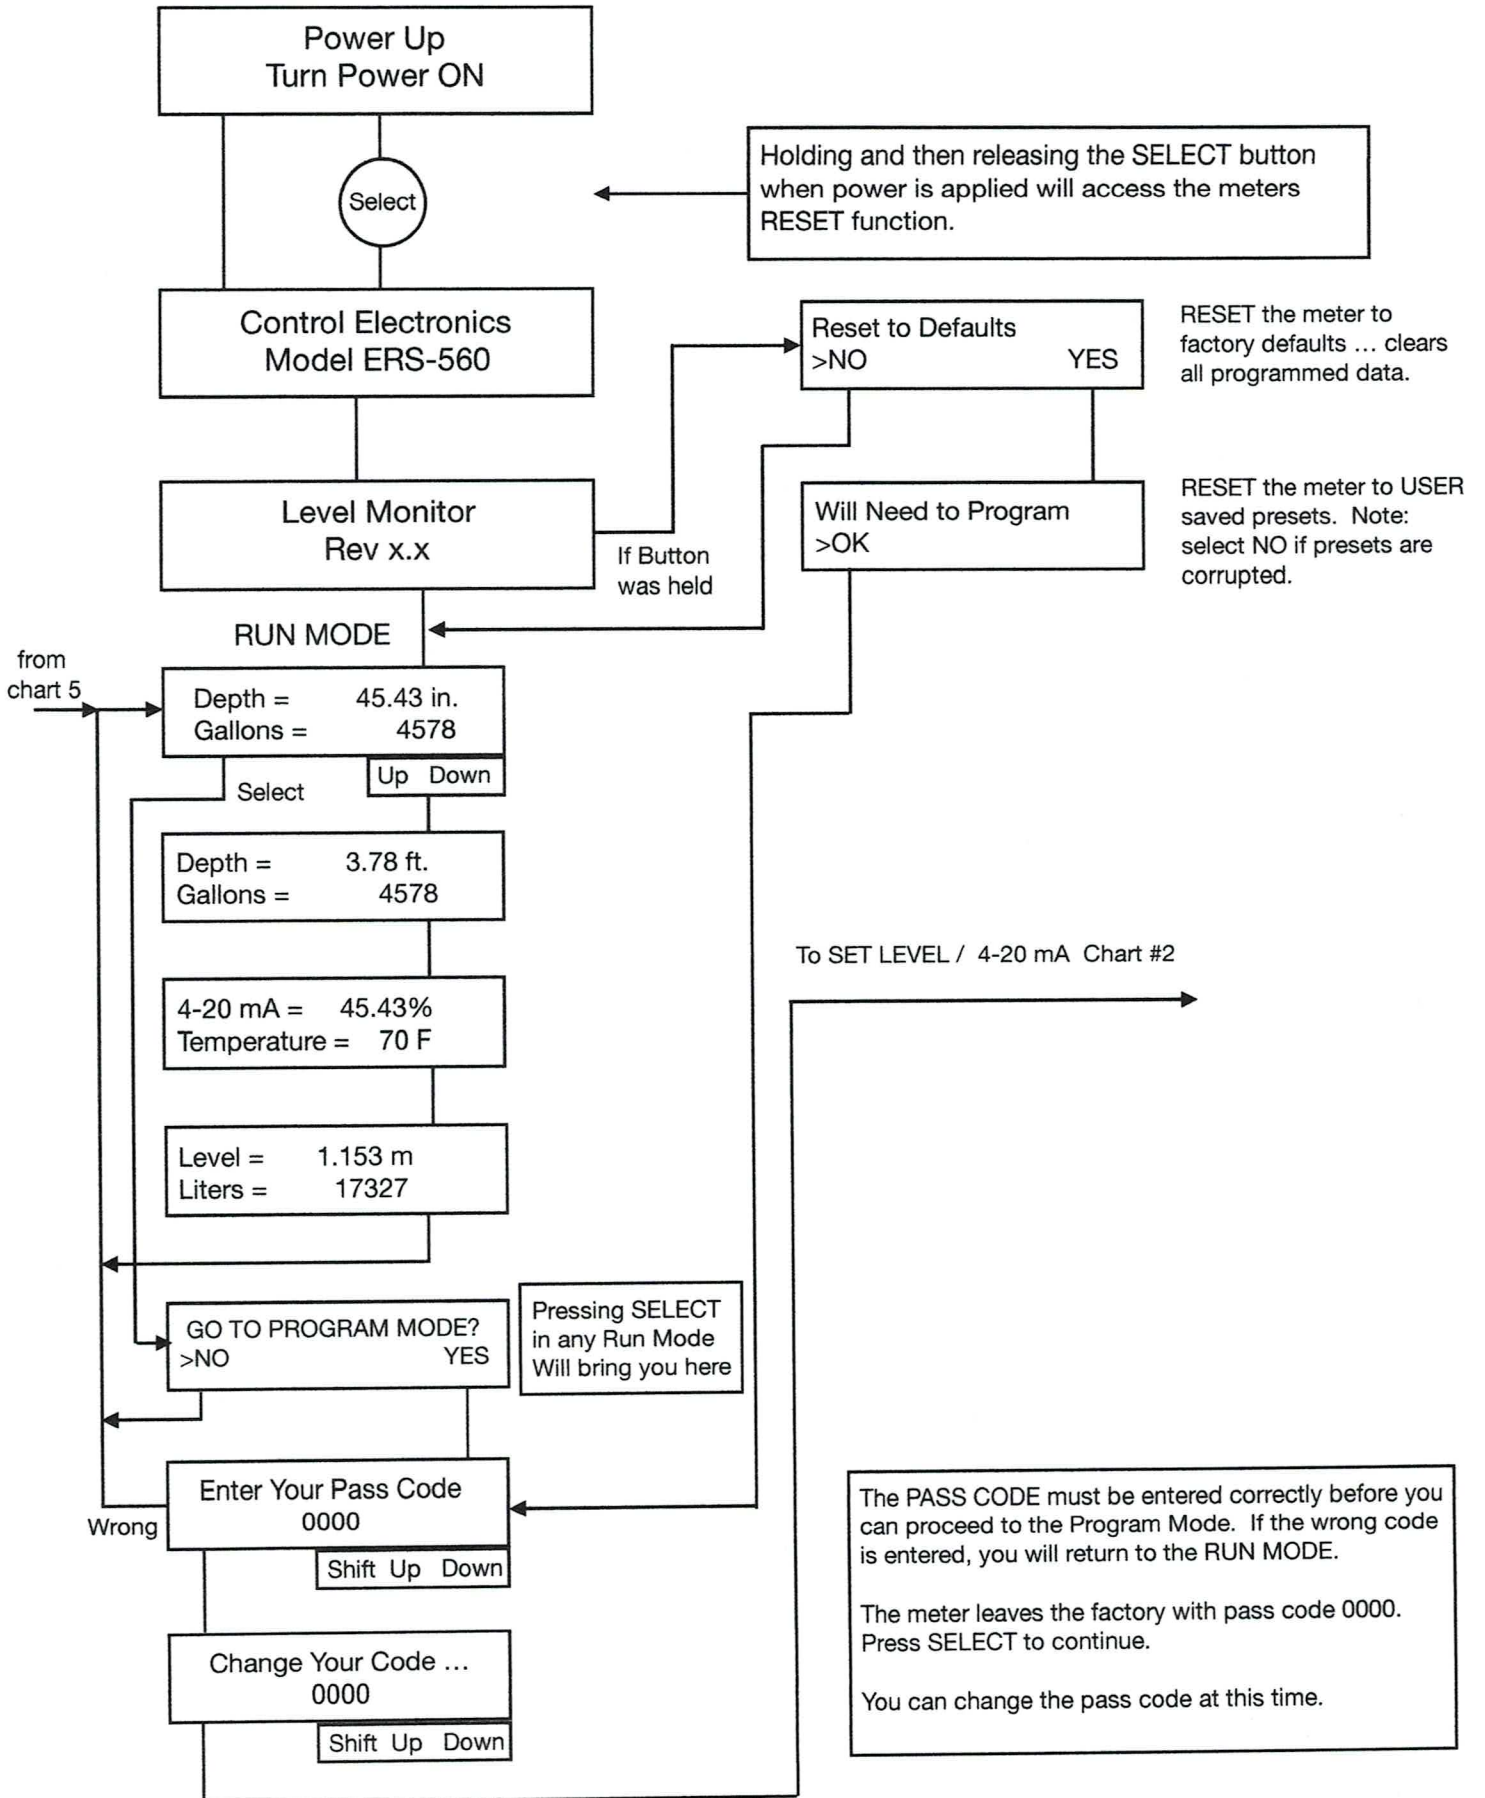 Power Up
Turn Power ON
Select
Holding and then releasing the SELECT button
when power is applied will access the meters
RESET function.
Control Electronics
Model ERS-560
Reset to Defaults
>NO YES
RESET the meter to
factory defaults ... clears
all programmed data.
Level Monitor
Rev x.x
If Button
was held
Will Need to Program
>OK
RESET the meter to USER
saved presets. Note:
select NO if presets are
corrupted.
RUN MODE
from
chart 5
Depth = 45.43 in.
Gallons = 4578
Up Down
Select
Depth = 3.78 ft.
Gallons = 4578
To SET LEVEL / 4-20 mA Chart #2
4-20 mA = 45.43%
Temperature = 70 F
Level = 1.153 m
Liters = 17327
GO TO PROGRAM MODE?
>NO YES
Pressing SELECT
in any Run Mode
Will bring you here
Enter Your Pass Code
0000
Wrong
Shift Up Down
Change Your Code ...
0000
Shift Up Down
The PASS CODE must be entered correctly before you
can proceed to the Program Mode. If the wrong code
is entered, you will return to the RUN MODE.
The meter leaves the factory with pass code 0000.
Press SELECT to continue.
You can change the pass code at this time.